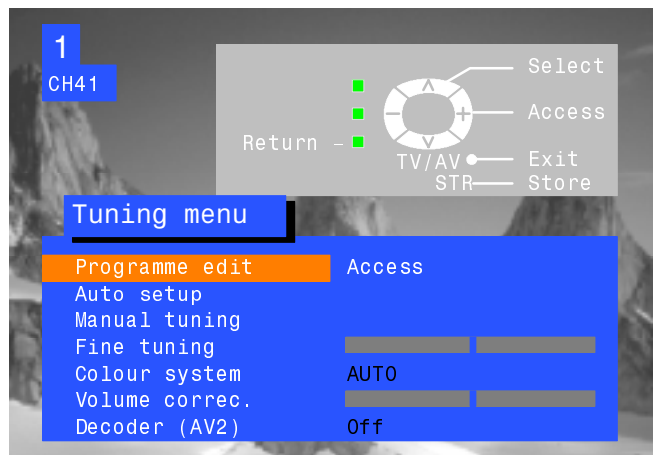 1
CH41
Select
Access
Return –
TV/AV Exit
STR Store
Tuning menu
Programme edit Access
Auto setup
Manual tuning
Fine tuning
Colour system AUTO
Volume correc.
Decoder (AV2) Off